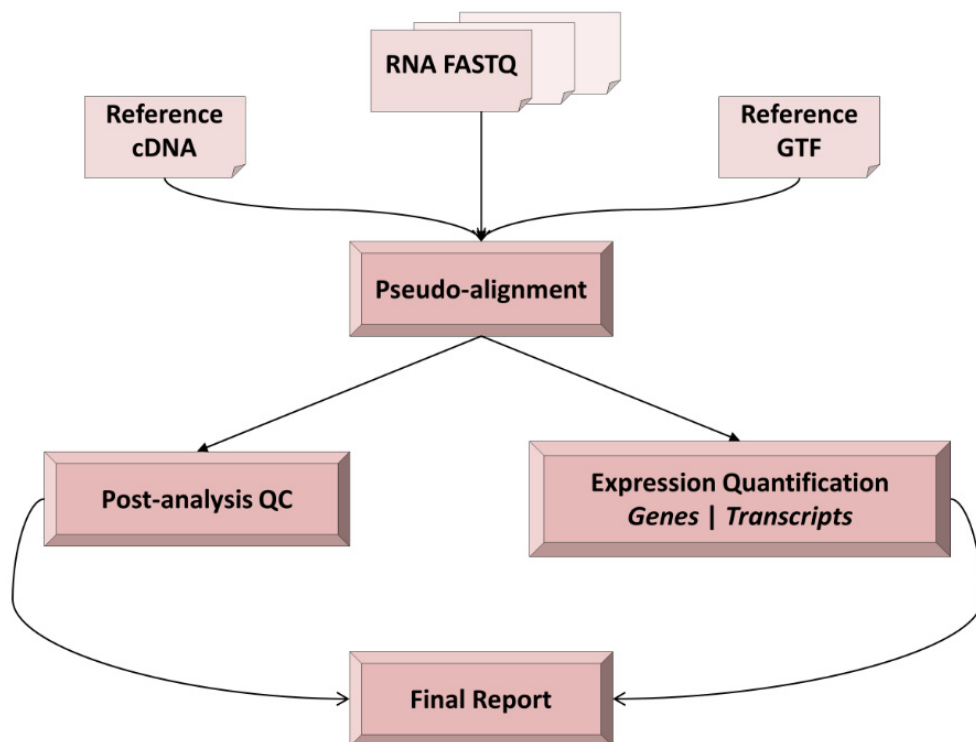 RNA FASTQ
Reference
cDNA
Reference
GTF
Pseudo-alignment
Post-analysis QC
Expression Quantification
Genes | Transcripts
Final Report